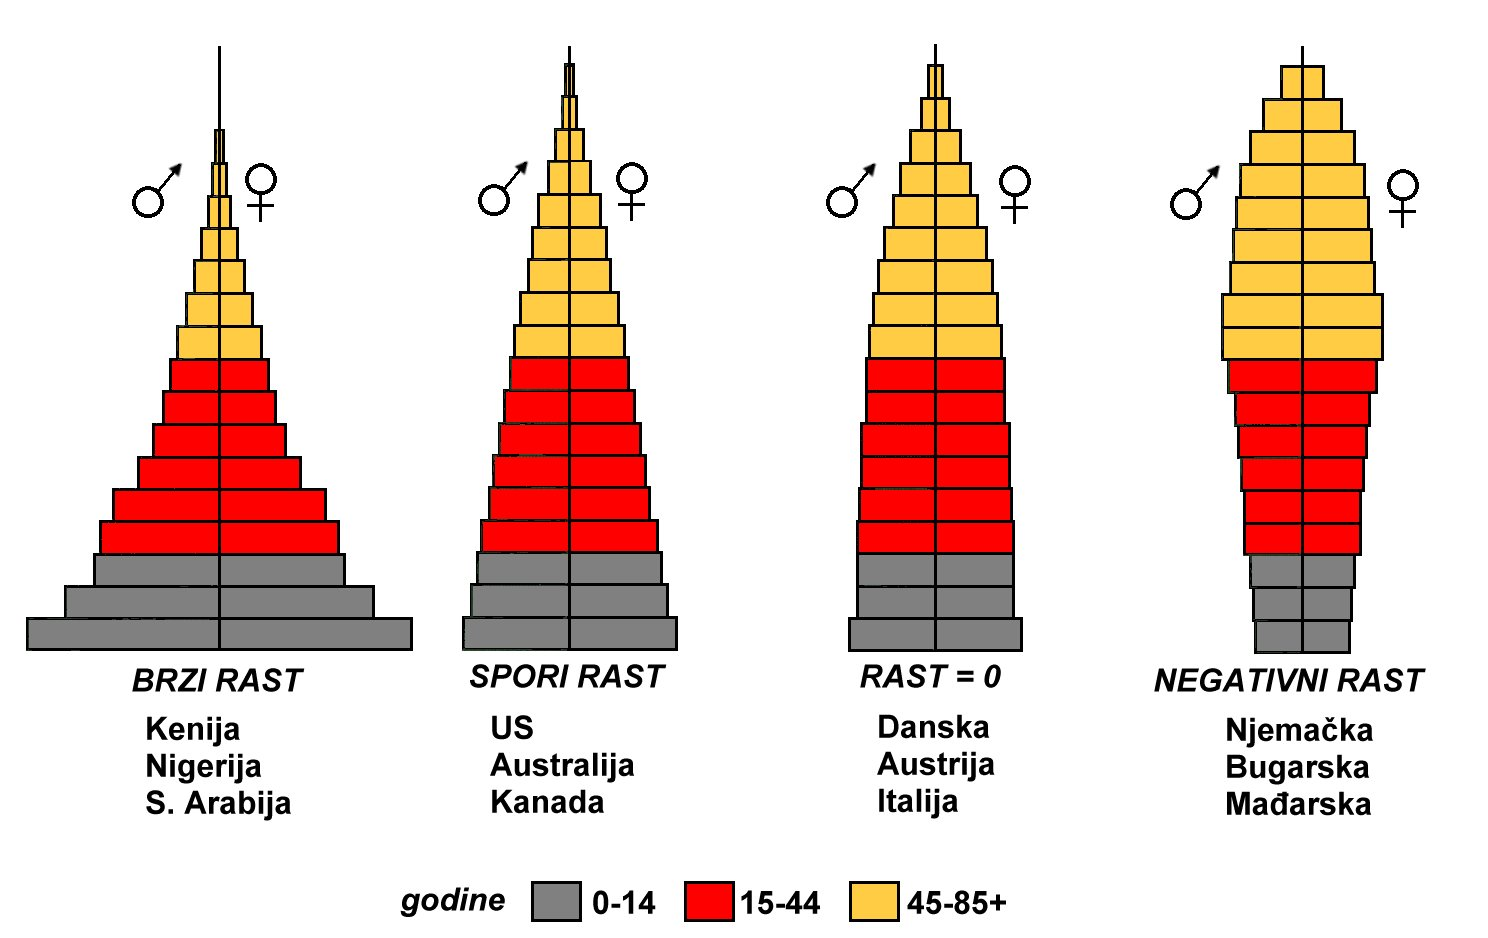 BRZI RAST
Kenija
Nigerija
S. Arabija
SPORI RAST
US
Australija
Kanada
RAST = 0
Danska
Austrija
Italija
NEGATIVNI RAST
Njemačka
Bugarska
Mađarska
godine 0-14 15-44 45-85+